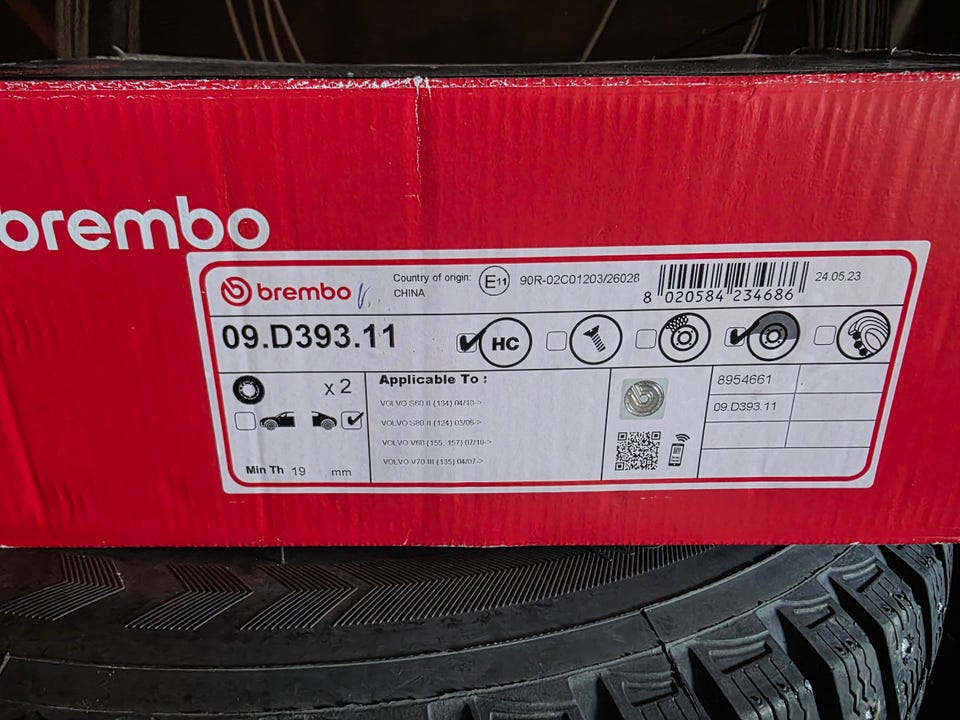 brembo
brembo
Country of origin:
CHINA
E11
90R-02C01203/26028
8 020584 234686
24.05.23
09.D393.11
HC
x 2
Min Th 19 mm
Applicable To :
VOLVO S60 II (134) 04/10->
VOLVO S80 II (124) 03/06->
VOLVO V60 (155, 157) 07/10->
VOLVO V70 III (135) 04/07->
8954661
09.D393.11